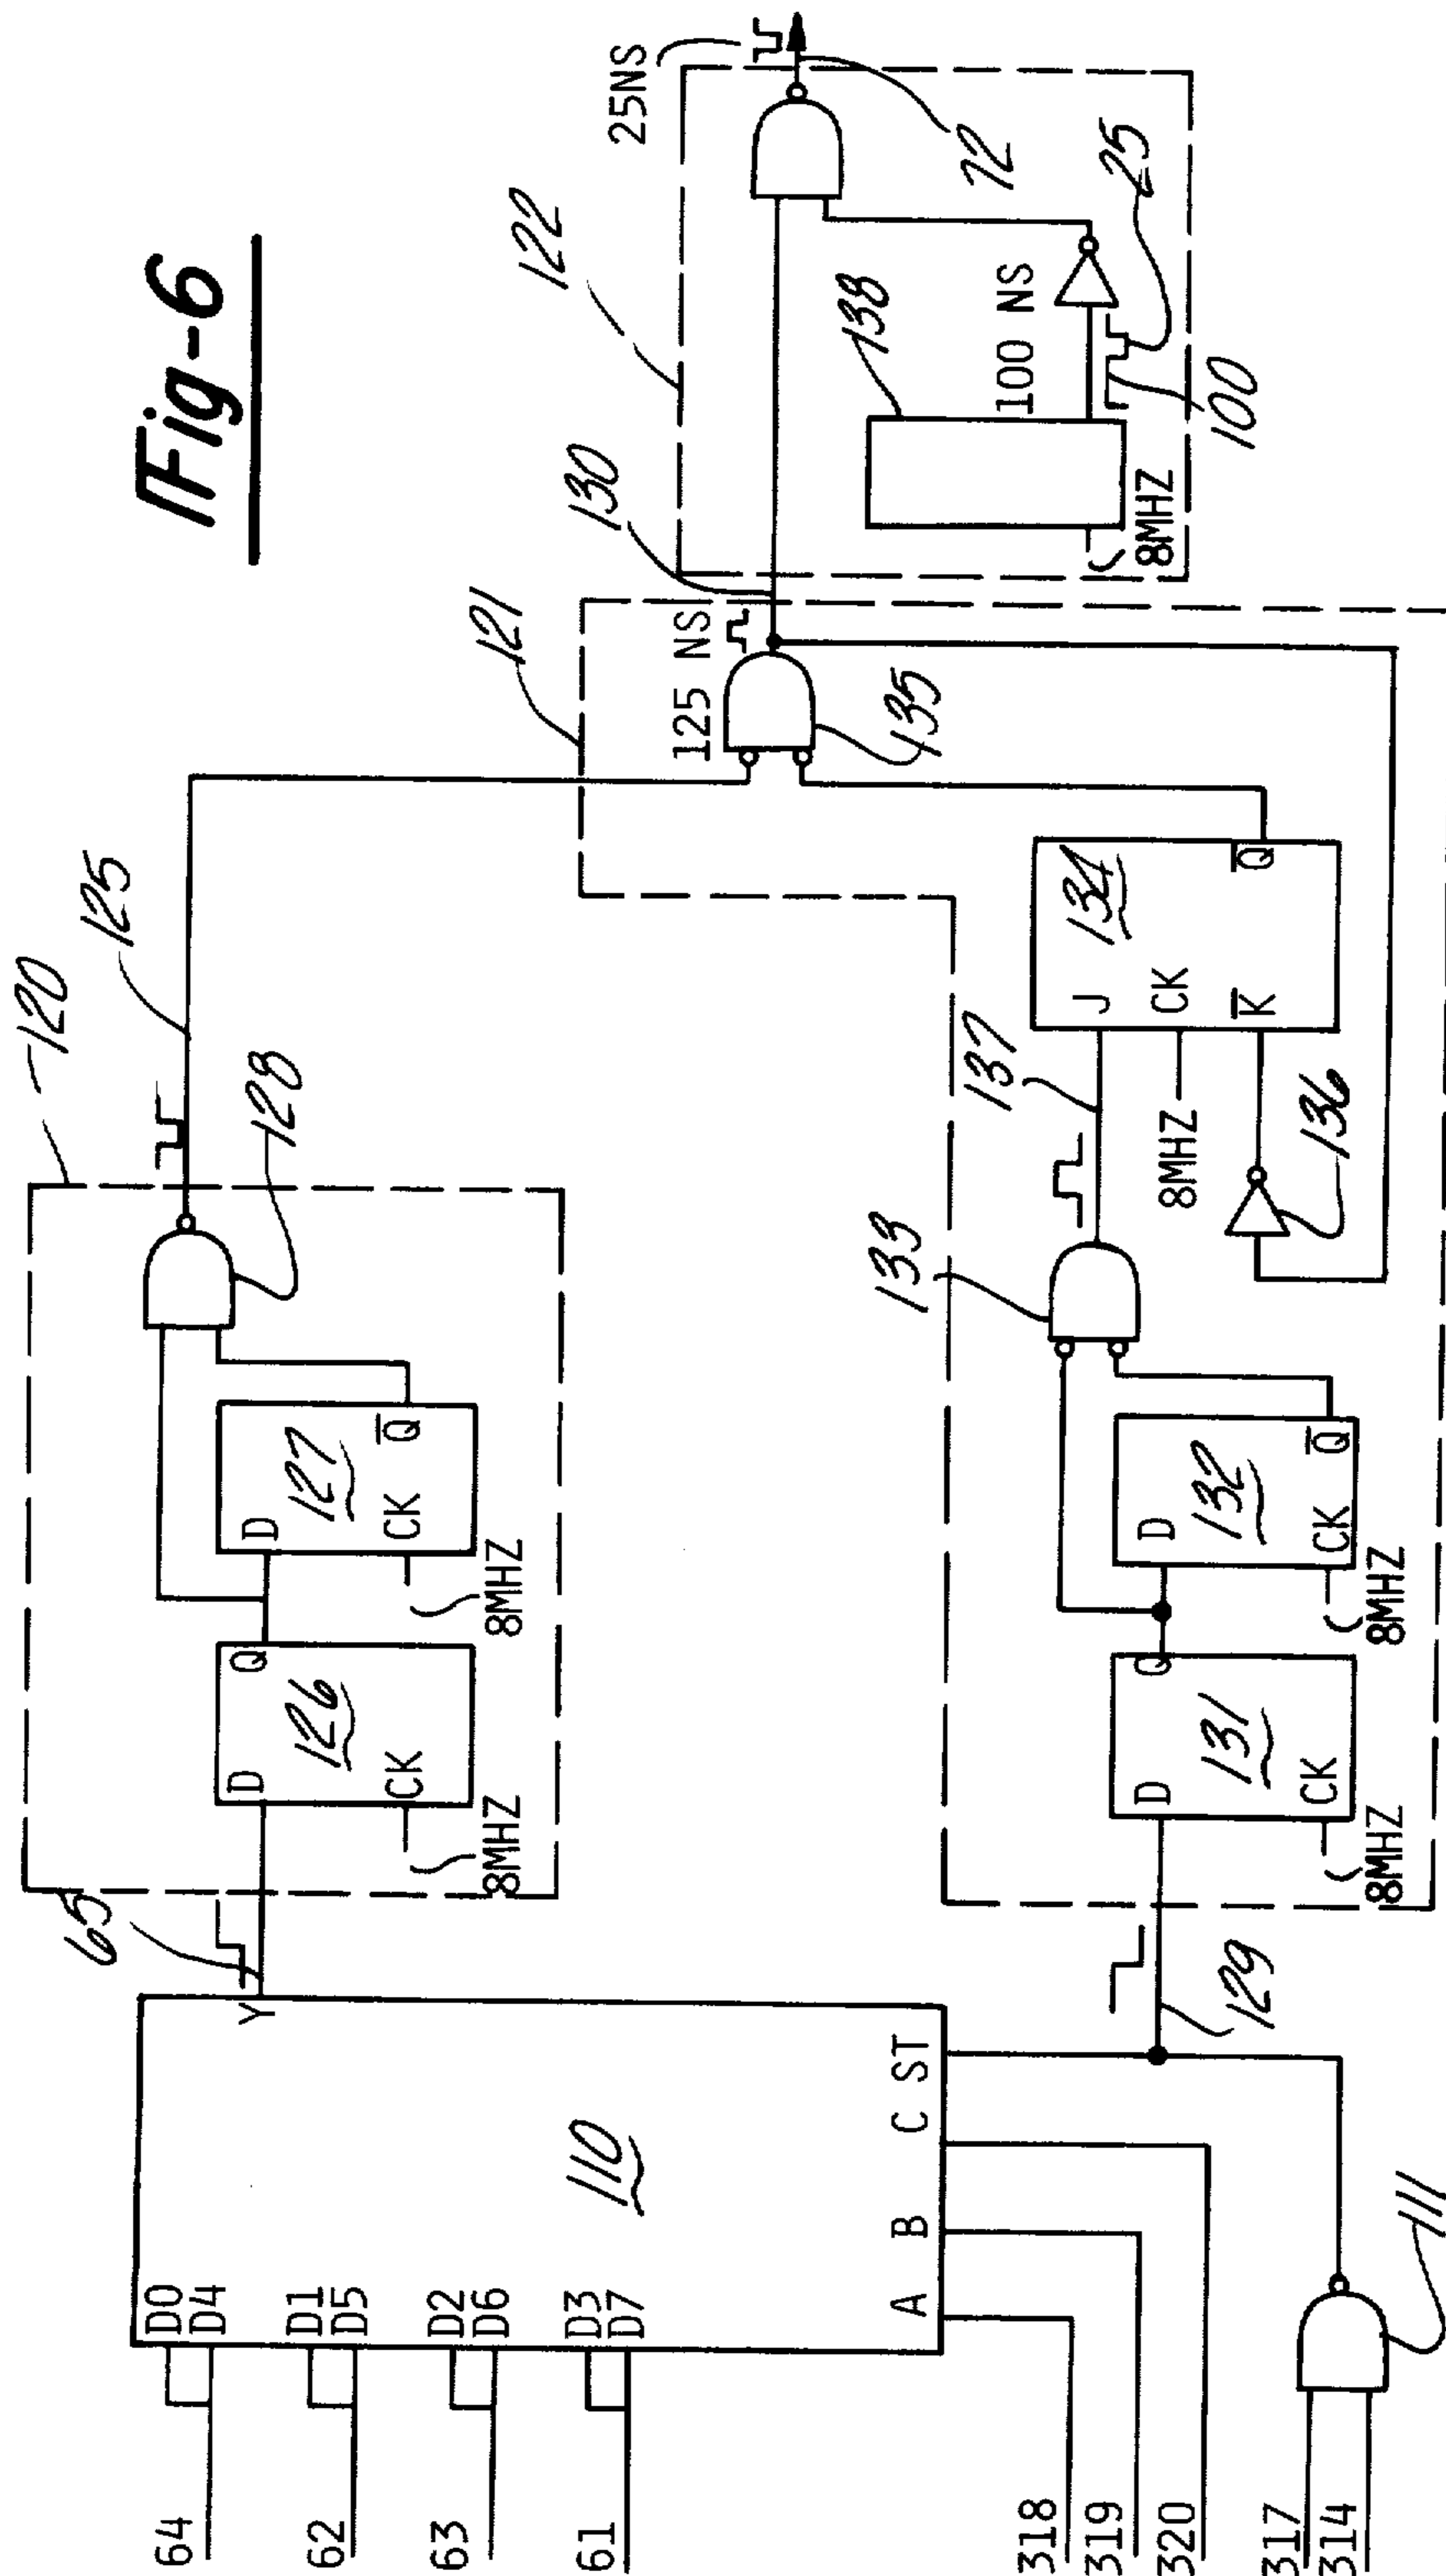 Fig-6
64
62
63
61
318
319
320
317
314
D0
D4
D1
D5
D2
D6
D3
D7
110
Y
A
B
C
ST
111
65
129
120
D
126
Q
CK
8MHZ
D
127
Q
CK
8MHZ
128
125
121
D
131
Q
CK
8MHZ
D
132
Q
CK
8MHZ
133
137
J
134
CK
8MHZ
K
Q
136
125 NS
135
130
122
138
8MHZ
100 NS
100
25
25NS
72